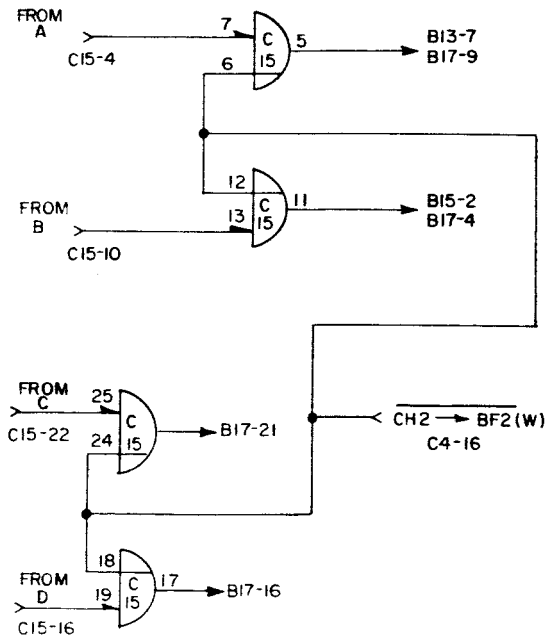 FROM
A
C15-4
7
C
15
5
6
B13-7
B17-9
FROM
B
C15-10
12
C
15
13
11
B15-2
B17-4
FROM
C
C15-22
25
C
15
24
B17-21
CH2 → BF2(W)
C4-16
FROM
D
C15-16
18
C
15
19
17
B17-16